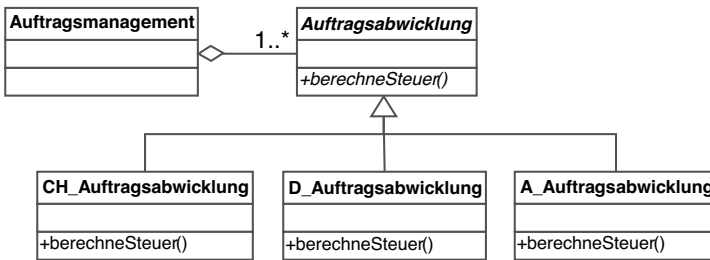 Auftragsmanagement
1..*
Auftragsabwicklung
+berechneSteuer()
CH_Auftragsabwicklung
+berechneSteuer()
D_Auftragsabwicklung
+berechneSteuer()
A_Auftragsabwicklung
+berechneSteuer()